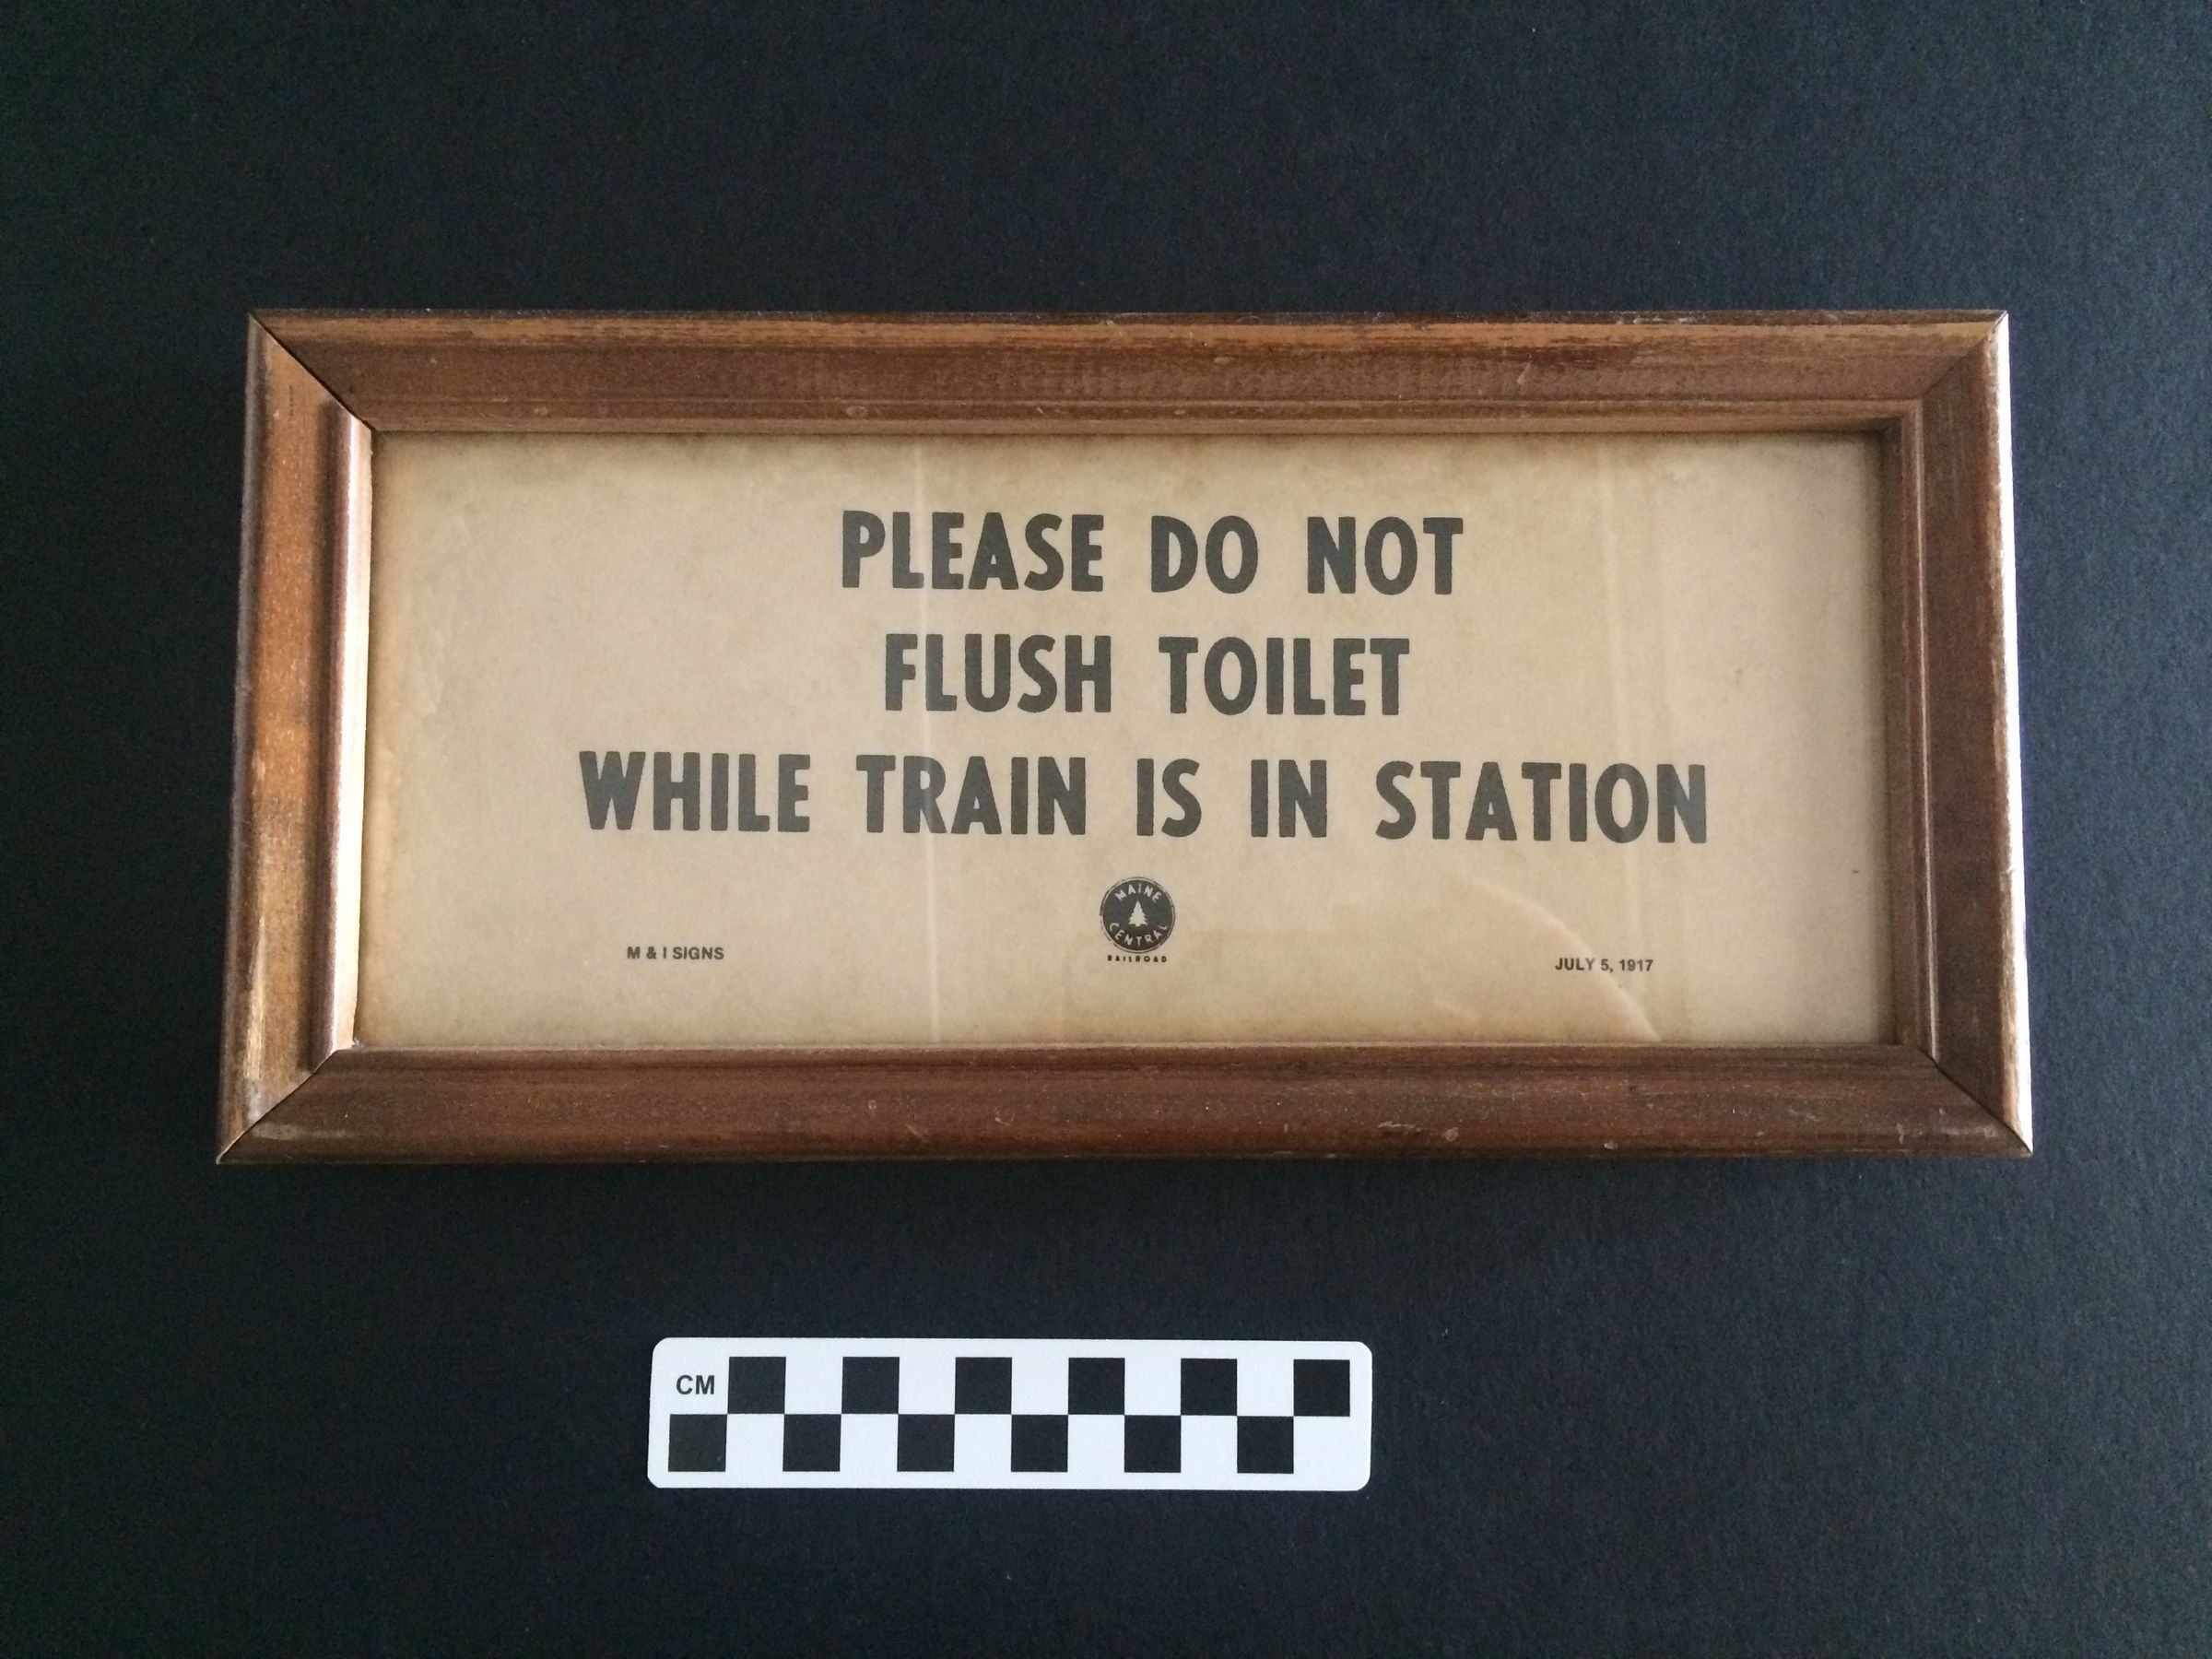 PLEASE DO NOT
FLUSH TOILET
WHILE TRAIN IS IN STATION
MAINE
CENTRAL
RAILROAD
M & I SIGNS
JULY 5, 1917
CM